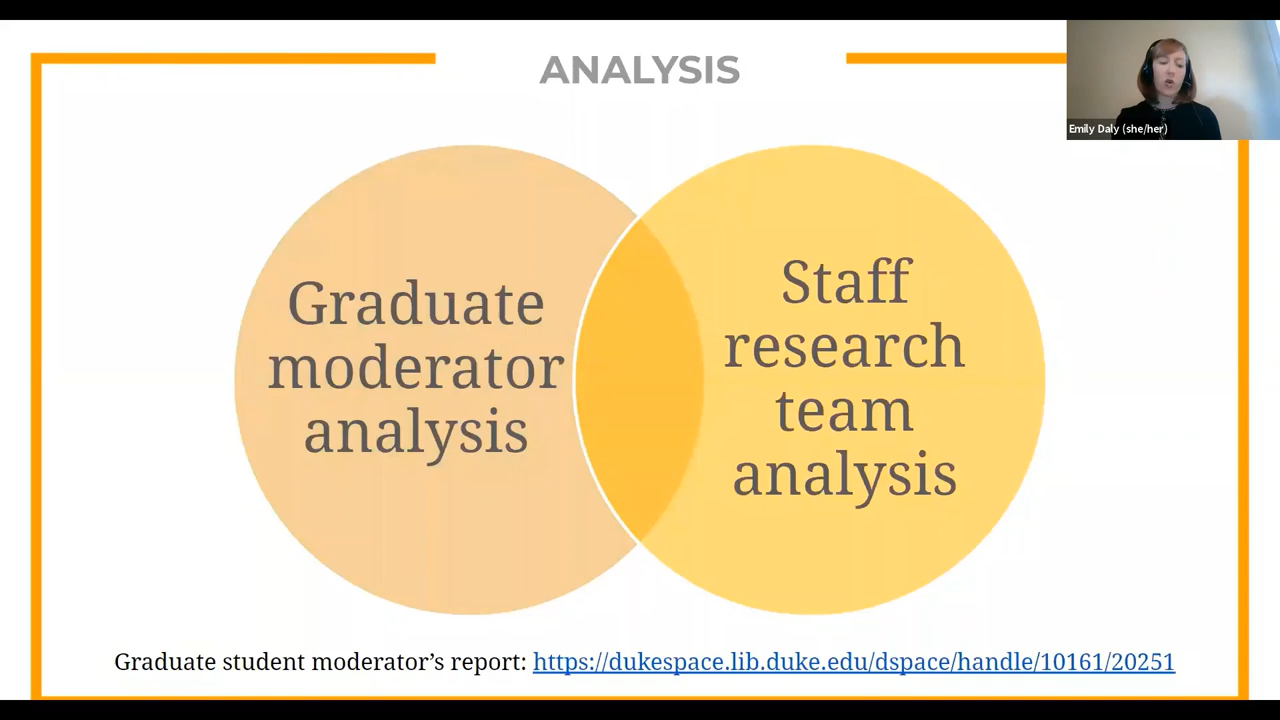 ANALYSIS
Emily Daly (she/her)
Graduate
moderator
analysis
Staff
research
team
analysis
Graduate student moderator’s report: https://dukespace.lib.duke.edu/dspace/handle/10161/20251